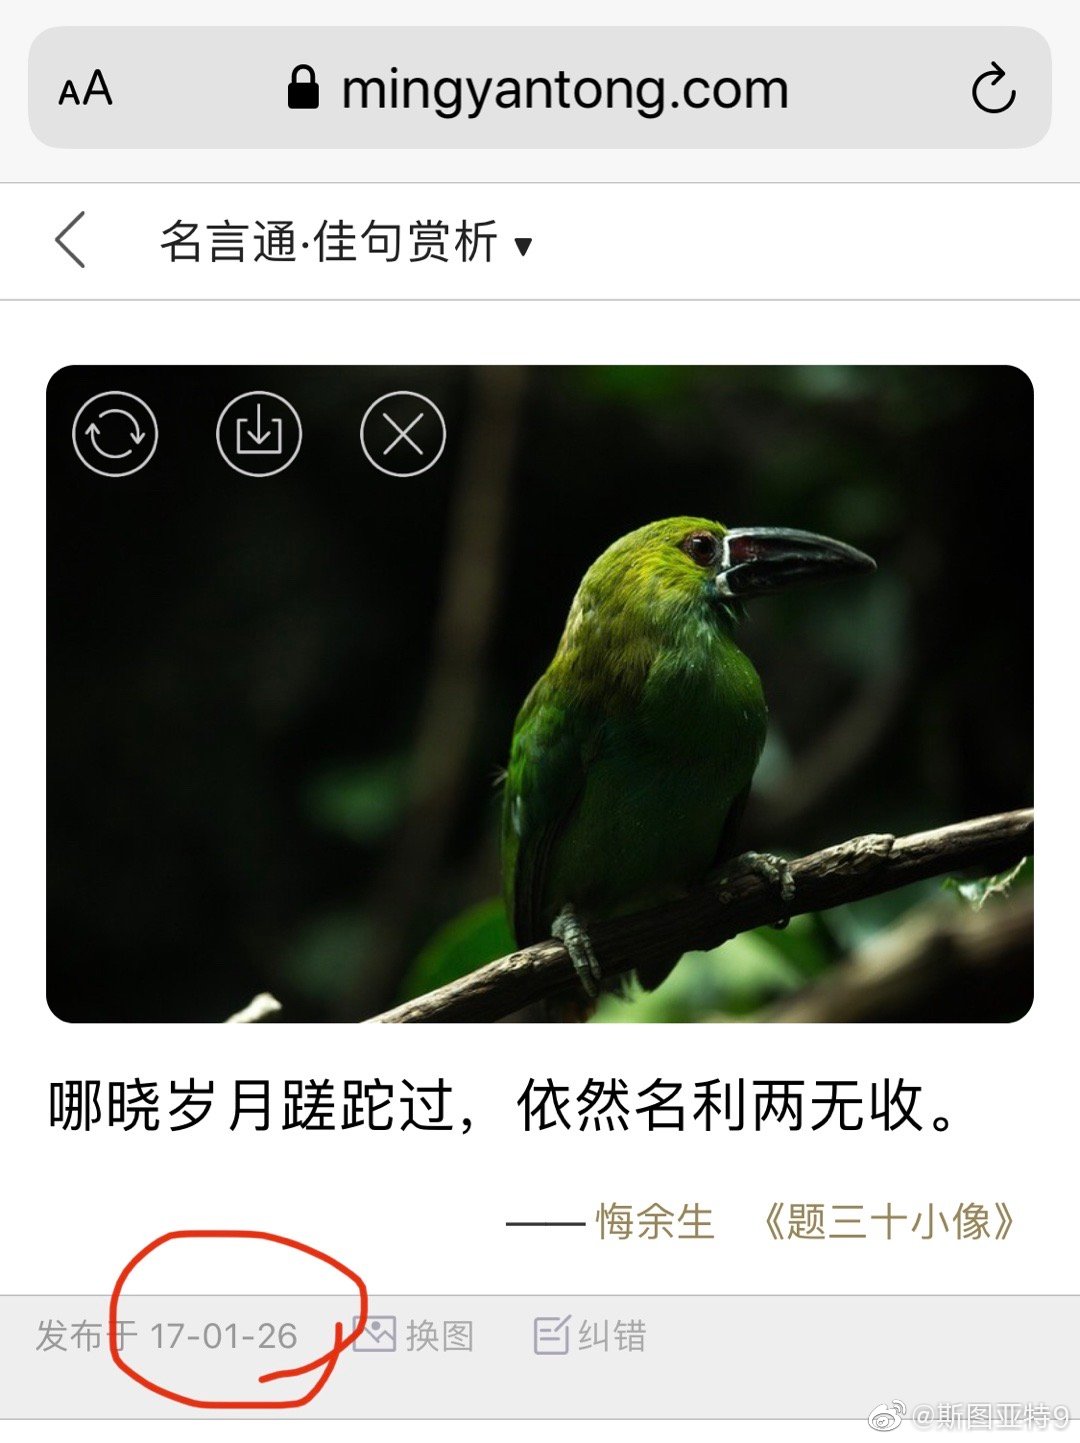 AA mingyantong.com
名言通·佳句赏析 ▼
哪晓岁月蹉跎过，依然名利两无收。
—— 悔余生 《题三十小像》
发布于 17-01-26 换图 纠错
@斯图亚特9